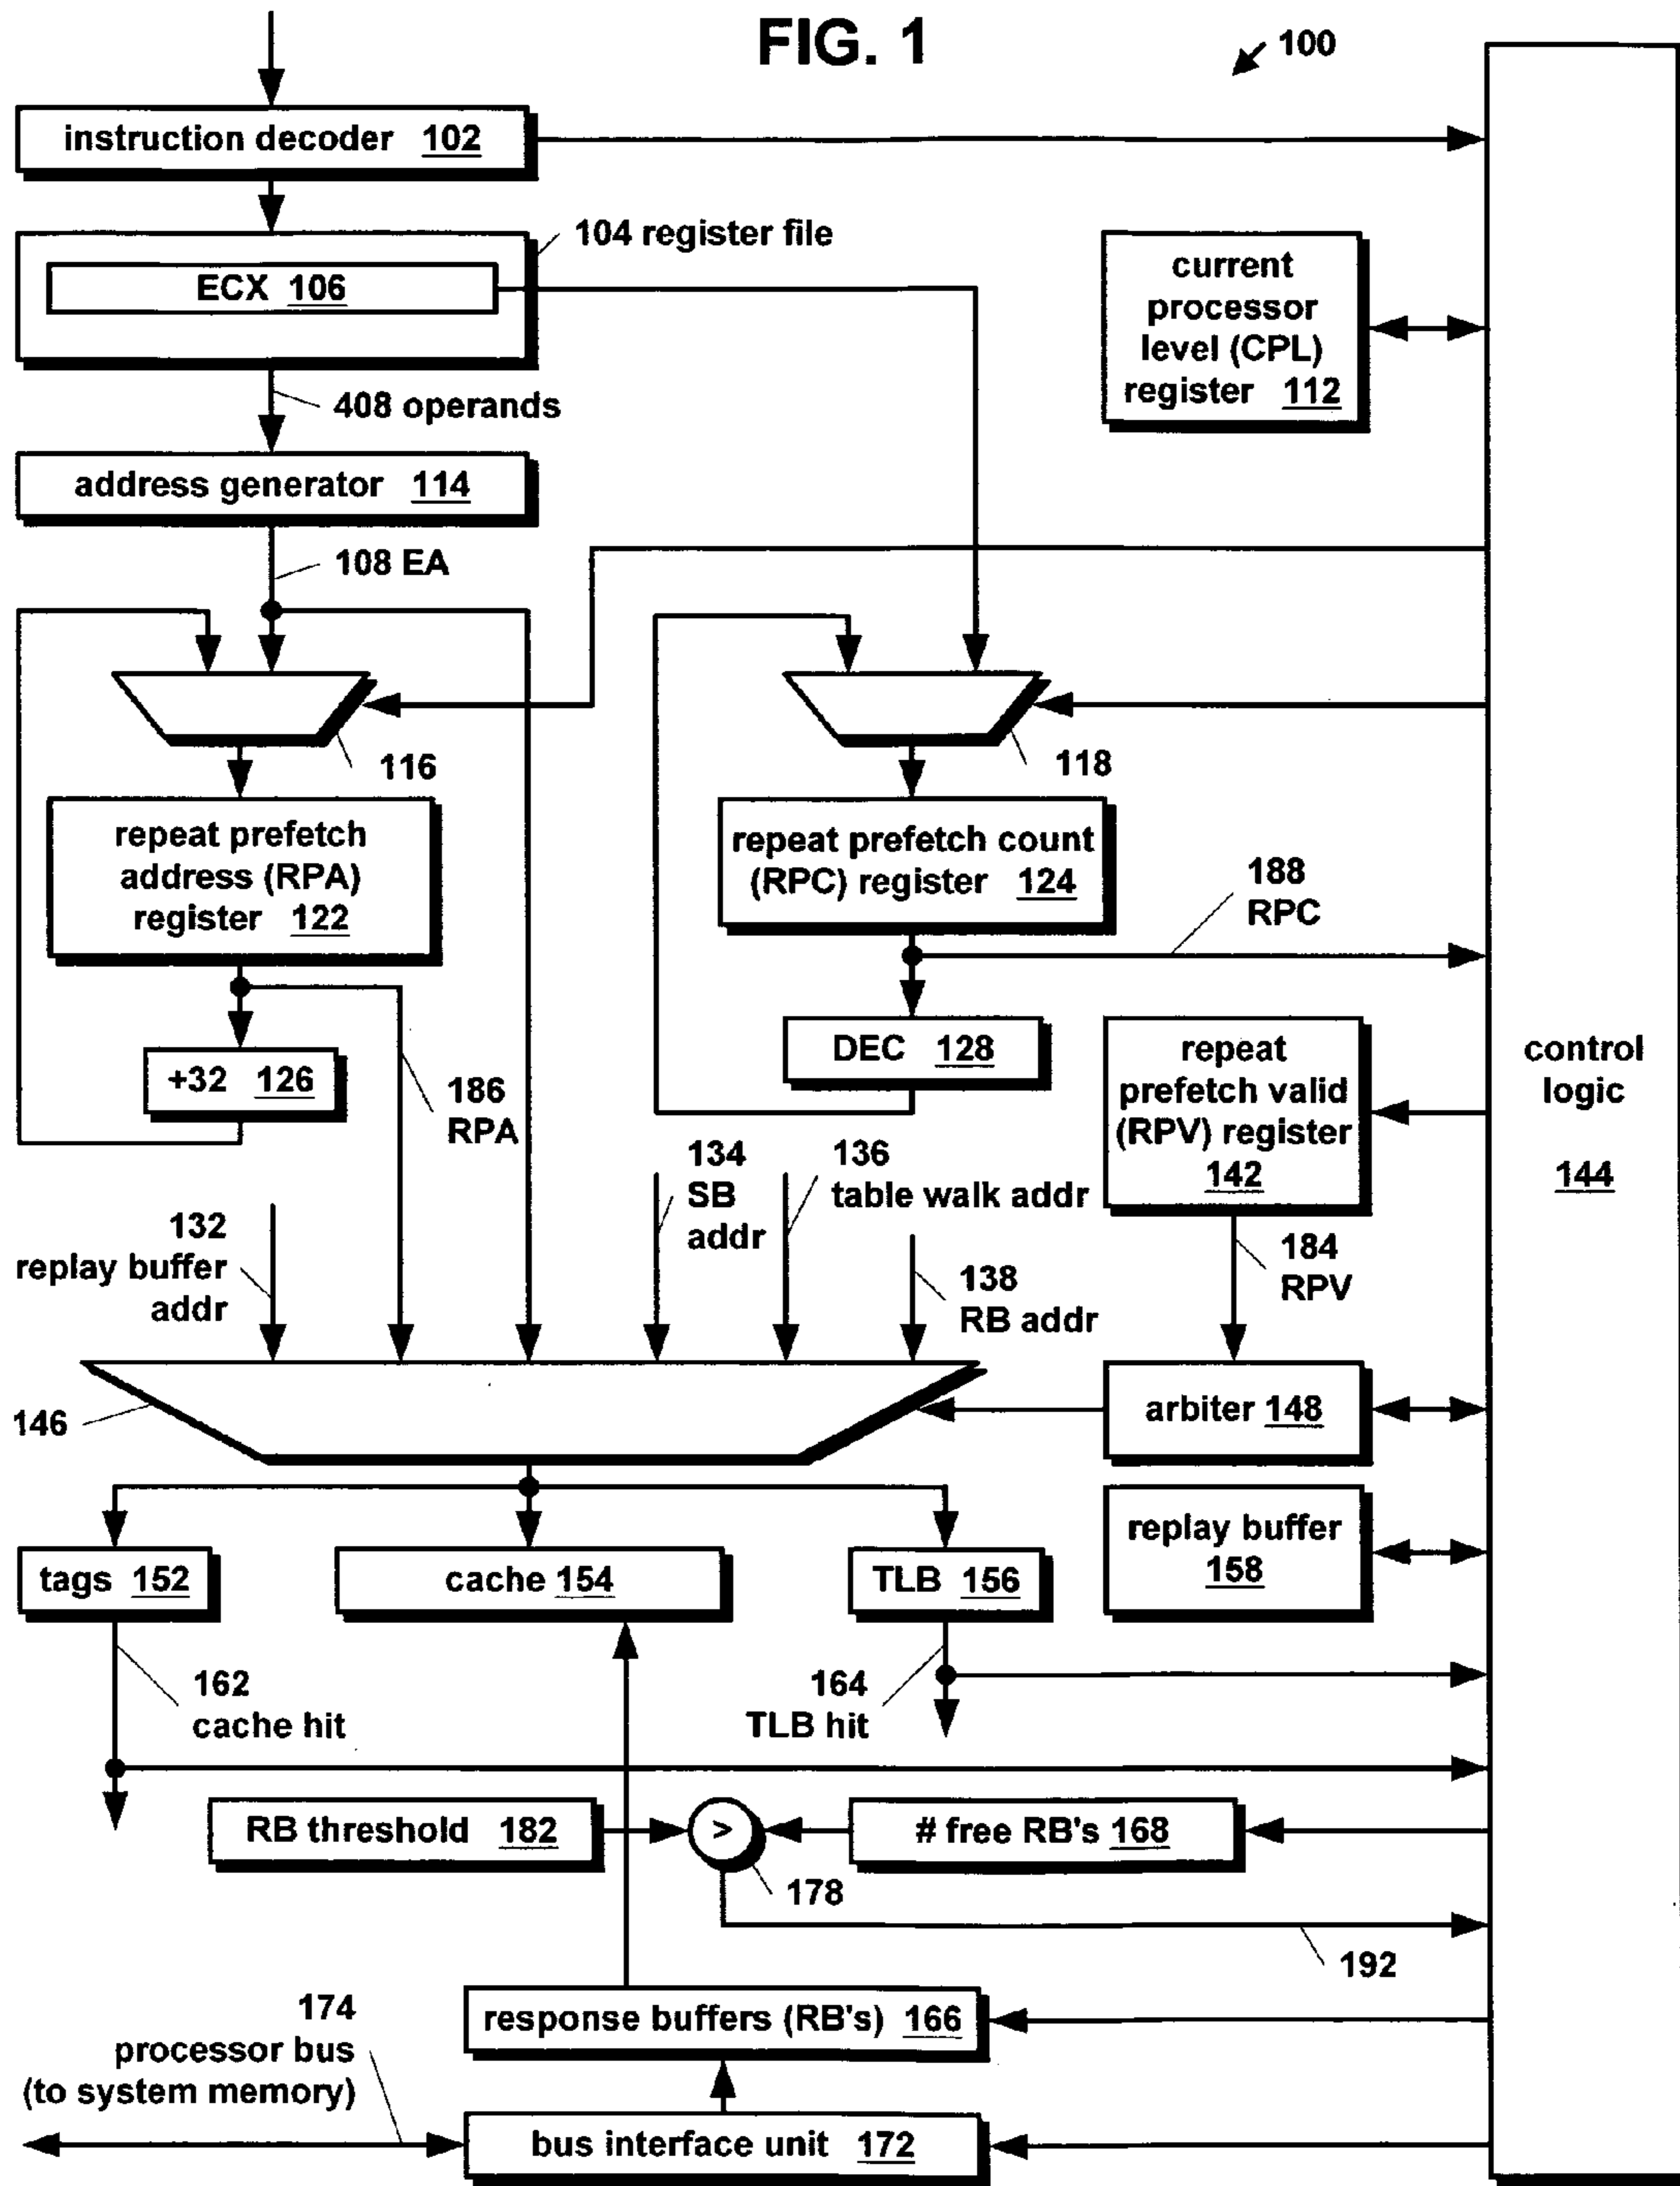 FIG. 1
100
instruction decoder 102
104 register file
ECX 106
current
processor
level (CPL)
register 112
408 operands
address generator 114
108 EA
116
118
repeat prefetch
address (RPA)
register 122
repeat prefetch count
(RPC) register 124
188
RPC
+32 126
186
RPA
DEC 128
repeat
prefetch valid
(RPV) register
142
control
logic
144
132
replay buffer
addr
134
SB
addr
136
table walk addr
138
RB addr
184
RPV
146
arbiter 148
replay buffer
158
tags 152
cache 154
TLB 156
162
cache hit
164
TLB hit
RB threshold 182
>
# free RB's 168
178
192
174
processor bus
(to system memory)
response buffers (RB's) 166
bus interface unit 172